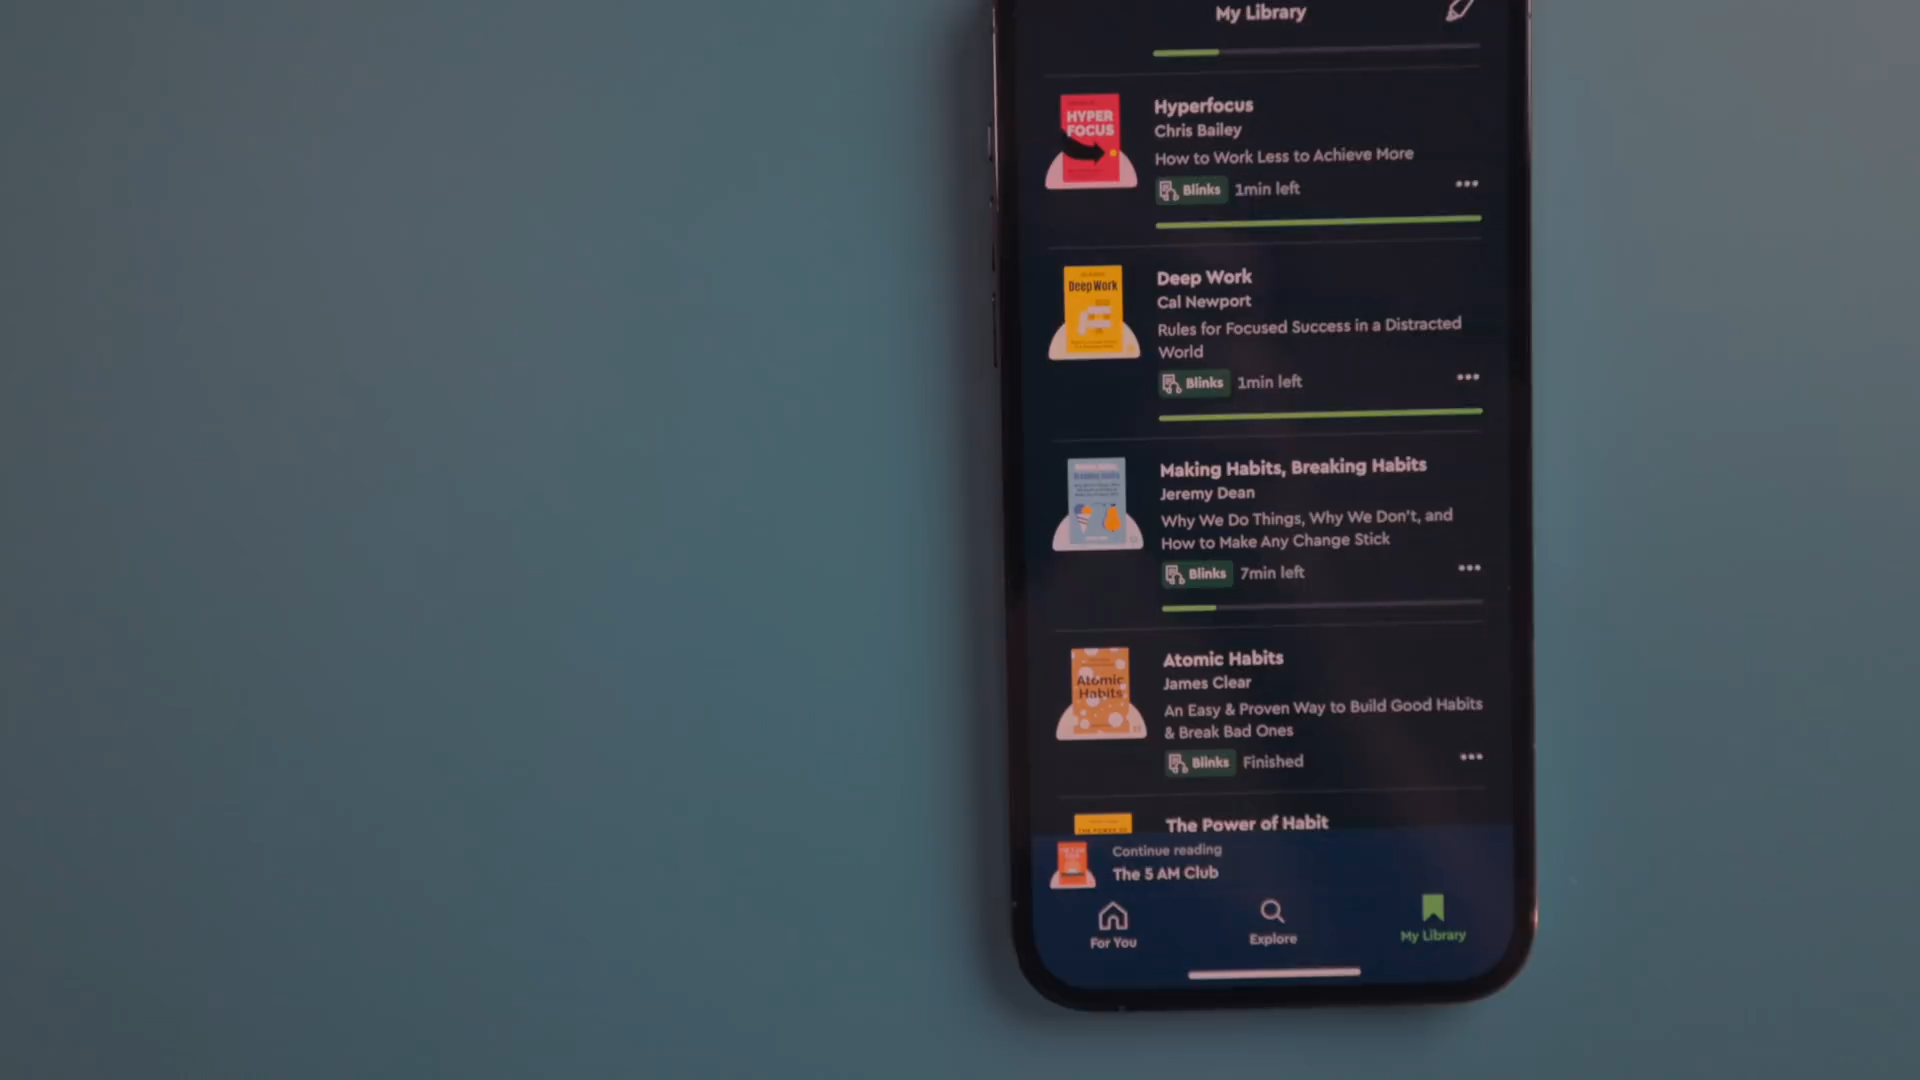 My Library
HYPER
FOCUS
Hyperfocus
Chris Bailey
How to Work Less to Achieve More
Blinks 1min left
Deep Work
Deep Work
Cal Newport
Rules for Focused Success in a Distracted
World
Blinks 1min left
Making Habits, Breaking Habits
Jeremy Dean
Why We Do Things, Why We Don't, and
How to Make Any Change Stick
Blinks 7min left
Atomic
Habits
Atomic Habits
James Clear
An Easy & Proven Way to Build Good Habits
& Break Bad Ones
Blinks Finished
THE POWER OF
The Power of Habit
Continue reading
The 5 AM Club
For You
Explore
My Library